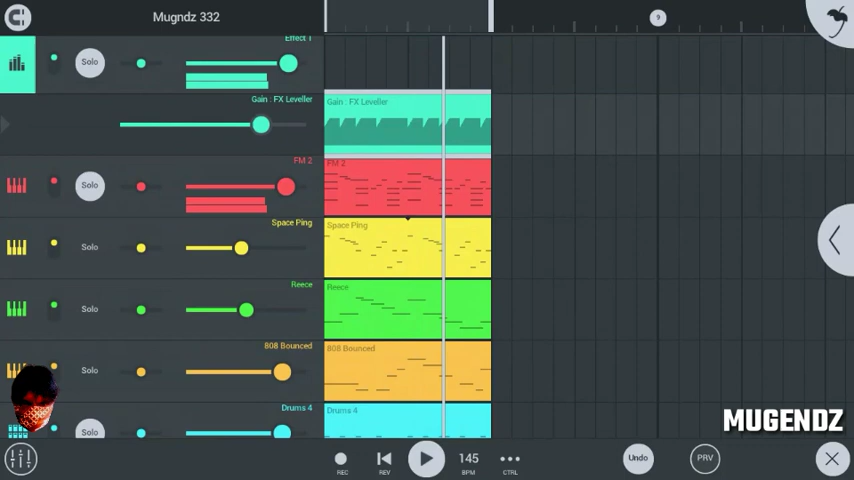 Mugndz 332
9
Effect 1
Solo
Gain : FX Leveller
Gain : FX Leveller
FM 2
FM 2
Solo
Space Ping
Space Ping
Solo
Reece
Reece
Solo
808 Bounced
808 Bounced
Solo
Drums 4
Drums 4
Solo
MUGENDZ
145
Undo
PRV
REC
REV
BPM
CTRL